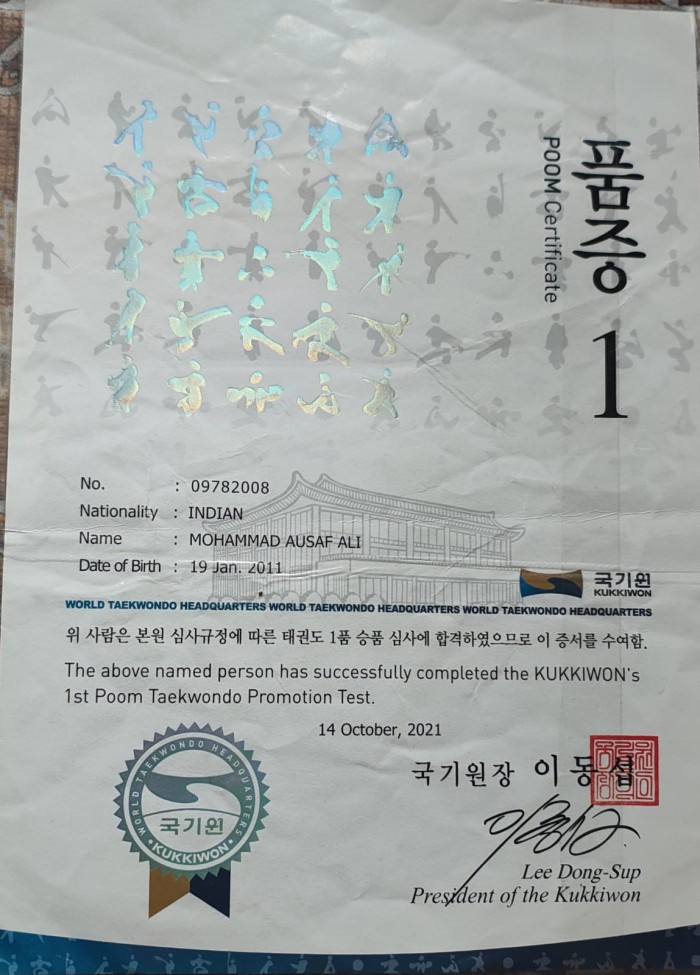 품증
POOM Certificate
1
No. : 09782008
Nationality : INDIAN
Name : MOHAMMAD AUSAF ALI
Date of Birth : 19 Jan. 2011
국기원
KUKKIWON
WORLD TAEKWONDO HEADQUARTERS WORLD TAEKWONDO HEADQUARTERS WORLD TAEKWONDO HEADQUARTERS
위 사람은 본원 심사규정에 따른 태권도 1품 승품 심사에 합격하였으므로 이 증서를 수여함.
The above named person has successfully completed the KUKKIWON's
1st Poom Taekwondo Promotion Test.
14 October, 2021
국기원장 이동섭
Lee Dong-Sup
President of the Kukkiwon
WORLD TAEKWONDO HEADQUARTERS
국기원
KUKKIWON